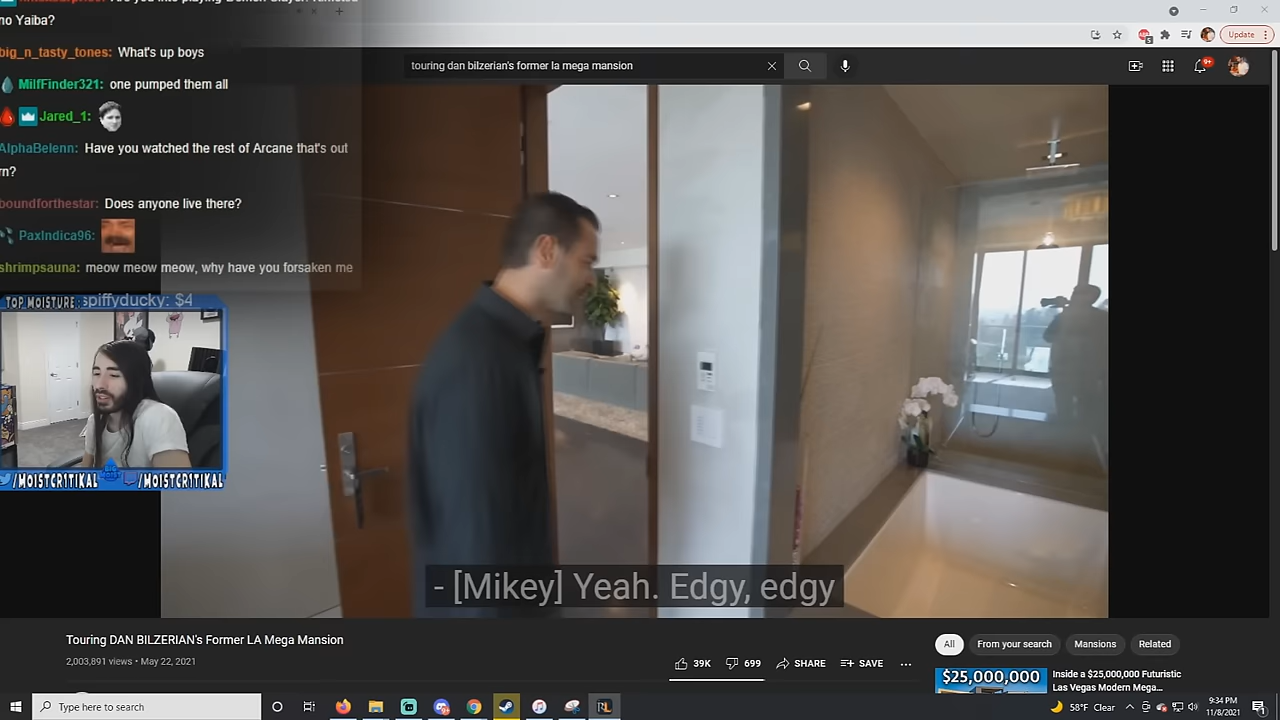 no Yaiba?
big_n_tasty_tones: What's up boys
MilfFinder321: one pumped them all
Jared_1:
AlphaBelenn: Have you watched the rest of Arcane that's out
rn?
boundforthestar: Does anyone live there?
PaxIndica96:
shrimpsauna: meow meow meow, why have you forsaken me
TOP MOISTURE: spiffyducky: $4
/MOISTCR1TIKAL /MOISTCR1TIKAL
Update
5
touring dan bilzerian's former la mega mansion
9+
- [Mikey] Yeah. Edgy, edgy
Touring DAN BILZERIAN's Former LA Mega Mansion
2,003,891 views • May 22, 2021
39K 699 SHARE SAVE
All From your search Mansions Related
$25,000,000
Inside a $25,000,000 Futuristic
Las Vegas Modern Mega...
Type here to search
58°F Clear
9:34 PM
11/8/2021